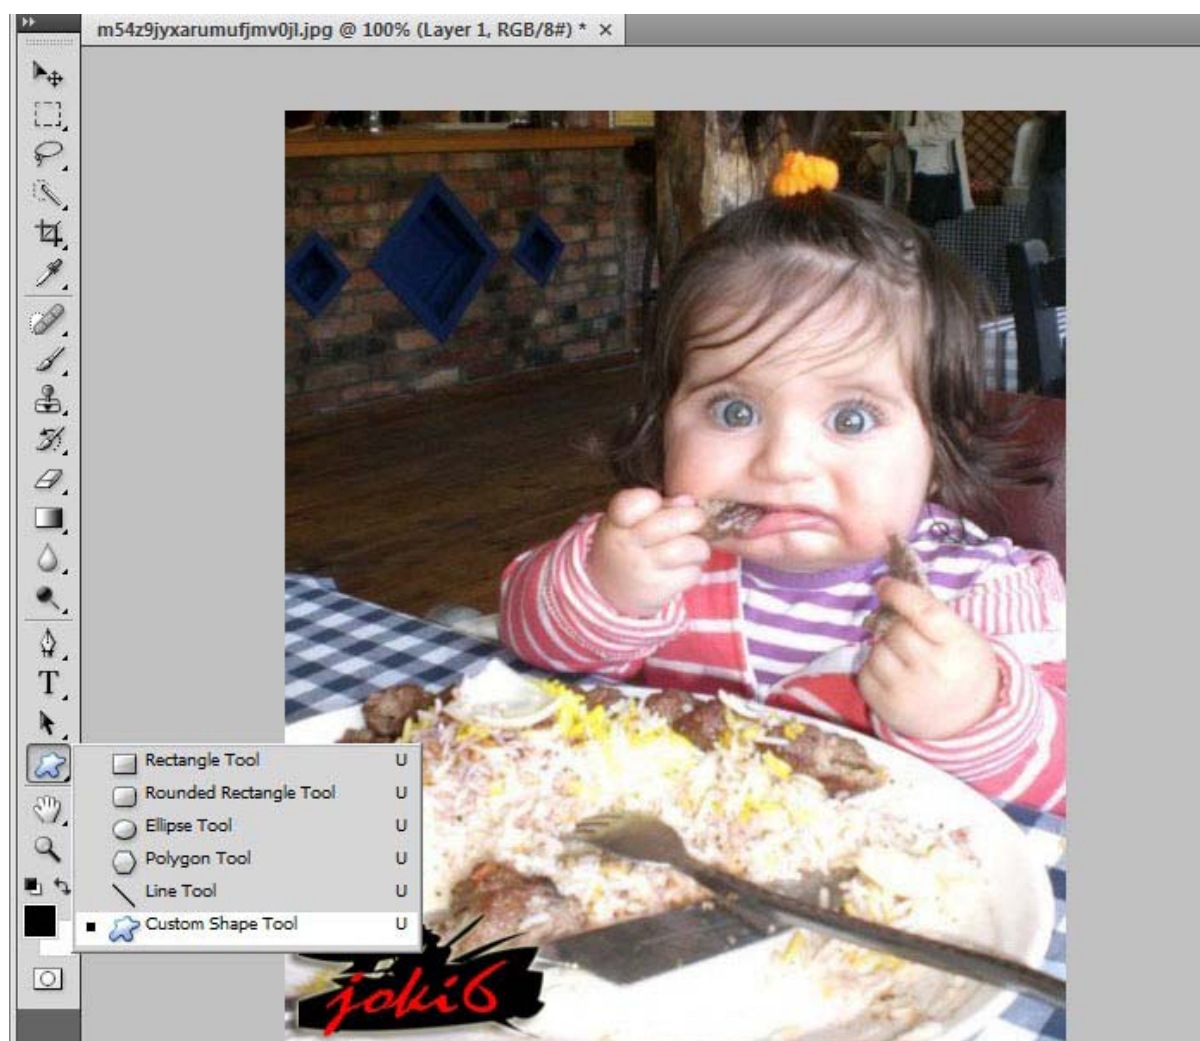 m54z9jyxarumufjmv0jl.jpg @ 100% (Layer 1, RGB/8#) * ×
T
Rectangle Tool U
Rounded Rectangle Tool U
Ellipse Tool U
Polygon Tool U
Line Tool U
Custom Shape Tool U
joki6